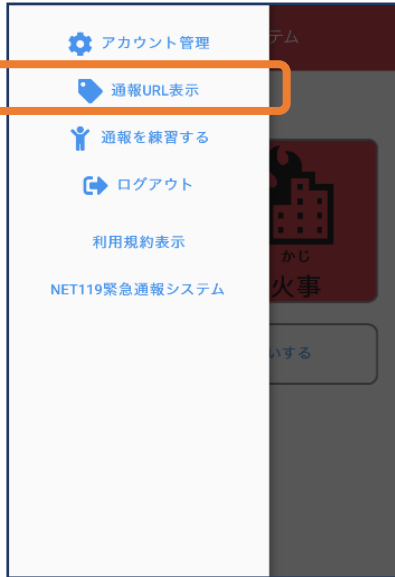 アカウント管理
テム
通報URL表示
通報を練習する
ログアウト
利用規約表示
NET119緊急通報システム
かじ
火事
いする